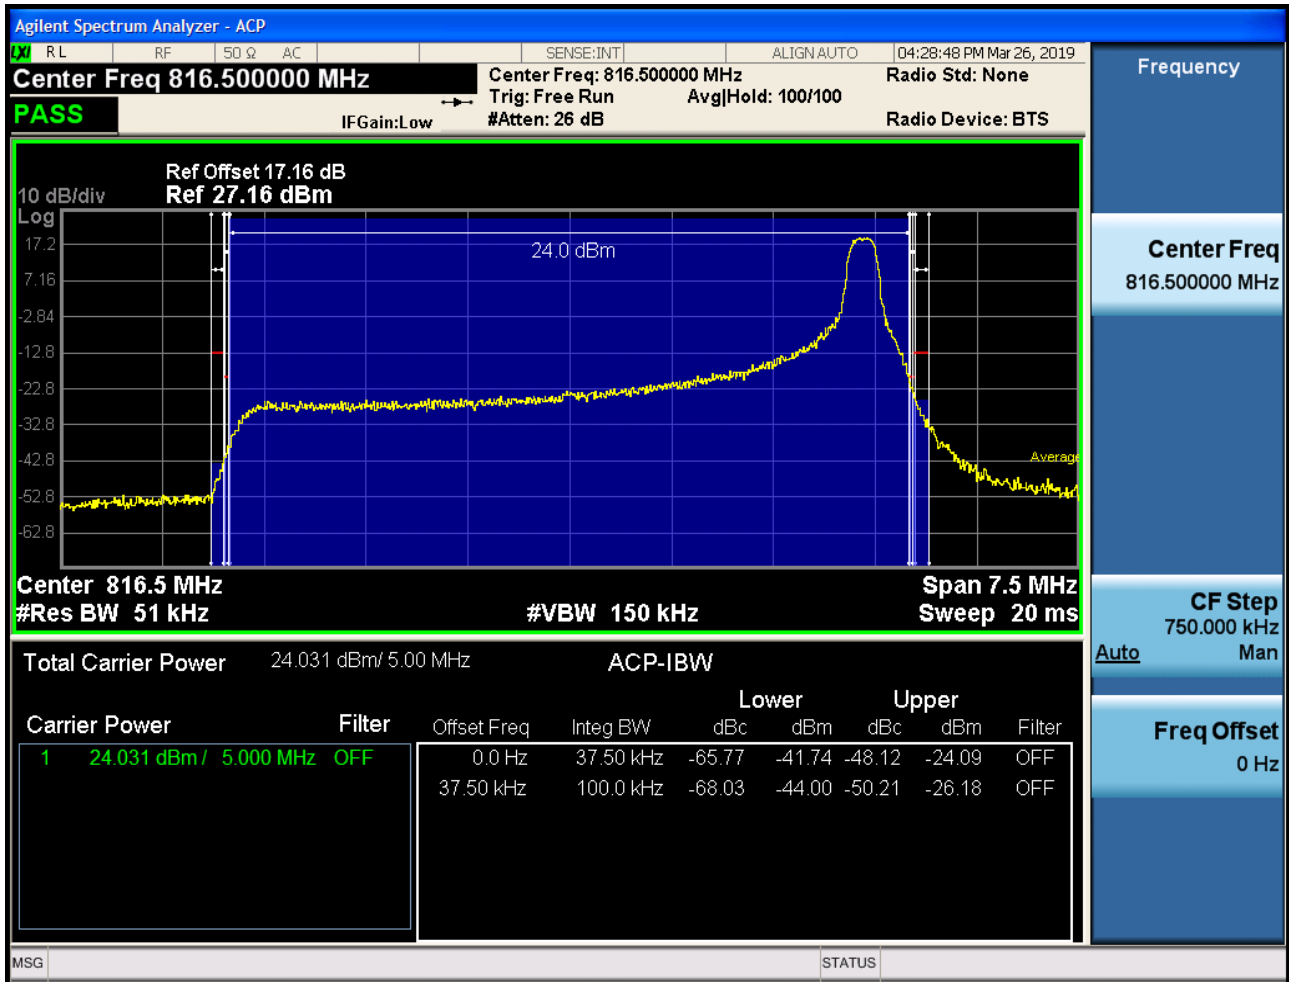 Agilent Spectrum Analyzer - ACP
LXI RL RF 50 Ω AC SENSE:INT ALIGN AUTO 04:28:48 PM Mar 26, 2019
Center Freq 816.500000 MHz Center Freq: 816.500000 MHz Radio Std: None
Trig: Free Run Avg|Hold: 100/100
PASS IFGain:Low #Atten: 26 dB Radio Device: BTS
Ref Offset 17.16 dB
10 dB/div Ref 27.16 dBm
Log
17.2
24.0 dBm
7.16
-2.84
-12.8
-22.8
-32.8
-42.8
Average
-52.8
-62.8
Center 816.5 MHz Span 7.5 MHz
#Res BW 51 kHz #VBW 150 kHz Sweep 20 ms
Total Carrier Power 24.031 dBm/ 5.00 MHz ACP-IBW
Lower Upper
Carrier Power Filter Offset Freq Integ BW dBc dBm dBc dBm Filter
1 24.031 dBm / 5.000 MHz OFF 0.0 Hz 37.50 kHz -65.77 -41.74 -48.12 -24.09 OFF
37.50 kHz 100.0 kHz -68.03 -44.00 -50.21 -26.18 OFF
MSG STATUS
Frequency
Center Freq
816.500000 MHz
CF Step
750.000 kHz
Auto Man
Freq Offset
0 Hz